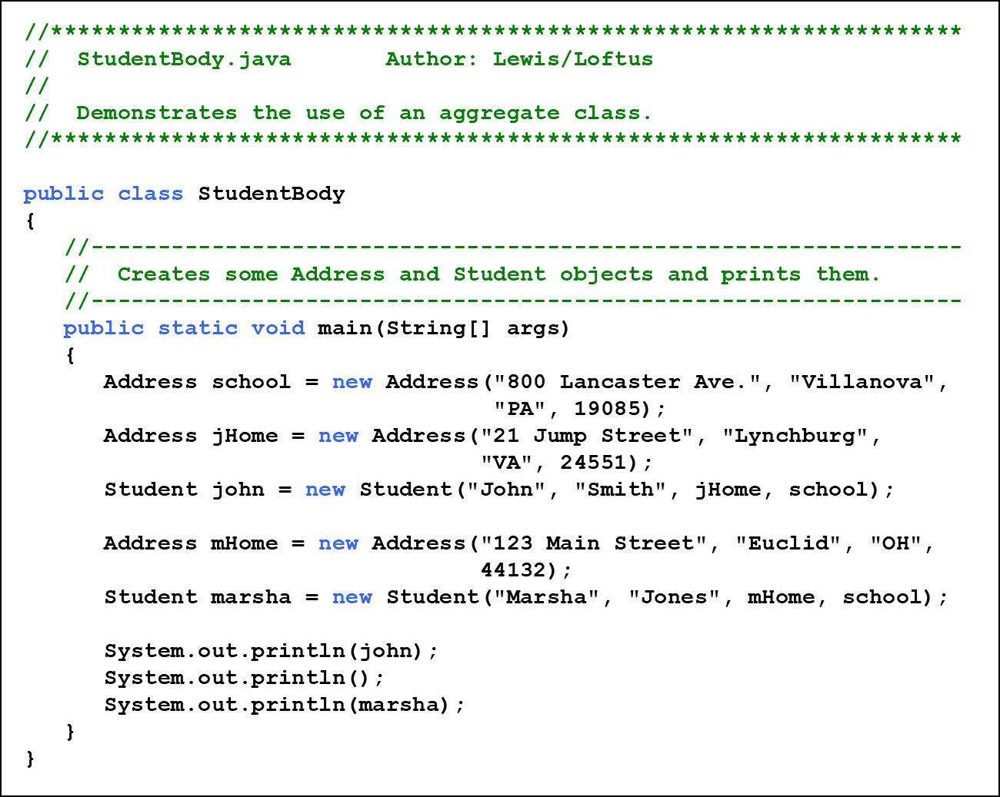 //********************************************************************
//  StudentBody.java       Author: Lewis/Loftus
//
//  Demonstrates the use of an aggregate class.
//********************************************************************

public class StudentBody
{
   //-----------------------------------------------------------------
   //  Creates some Address and Student objects and prints them.
   //-----------------------------------------------------------------
   public static void main(String[] args)
   {
      Address school = new Address("800 Lancaster Ave.", "Villanova",
                                   "PA", 19085);
      Address jHome = new Address("21 Jump Street", "Lynchburg",
                                  "VA", 24551);
      Student john = new Student("John", "Smith", jHome, school);

      Address mHome = new Address("123 Main Street", "Euclid", "OH",
                                  44132);
      Student marsha = new Student("Marsha", "Jones", mHome, school);

      System.out.println(john);
      System.out.println();
      System.out.println(marsha);
   }
}